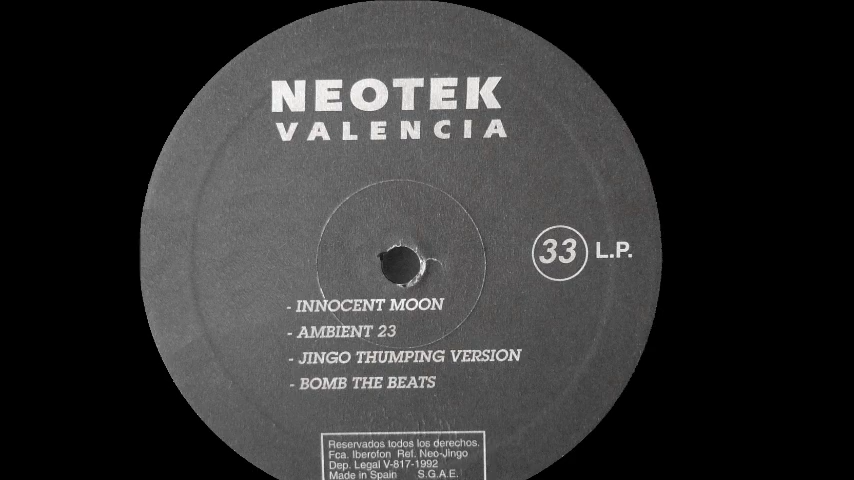 NEOTEK
VALENCIA
33 L.P.
- INNOCENT MOON
- AMBIENT 23
- JINGO THUMPING VERSION
- BOMB THE BEATS
Reservados todos los derechos.
Fca. Iberofon Ref. Neo-Jingo
Dep. Legal V-817-1992
Made in Spain S.G.A.E.